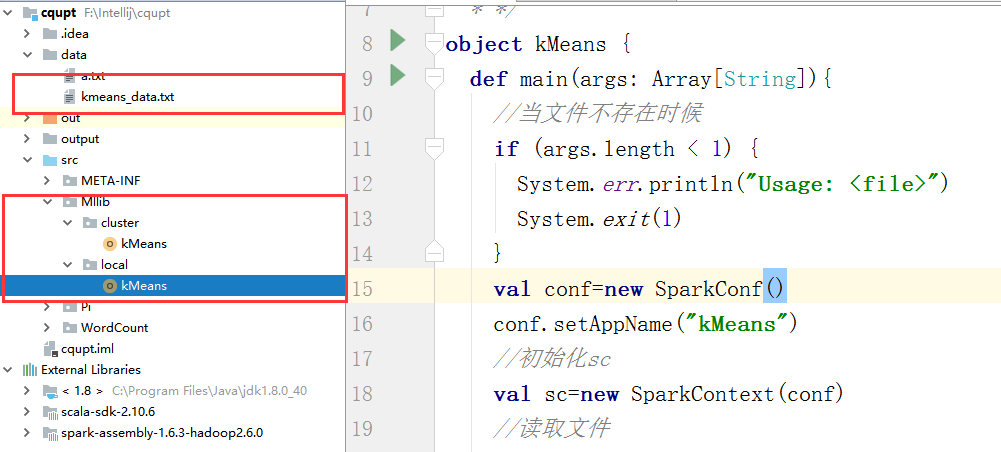 cqupt F:\Intellij\cqupt
.idea
data
a.txt
kmeans_data.txt
out
output
src
META-INF
Mllib
cluster
kMeans
local
kMeans
Pi
WordCount
cqupt.iml
External Libraries
< 1.8 > C:\Program Files\Java\jdk1.8.0_40
scala-sdk-2.10.6
spark-assembly-1.6.3-hadoop2.6.0
7 * */
8 object kMeans {
9 def main(args: Array[String]){
10 //当文件不存在时候
11 if (args.length < 1) {
12 System.err.println("Usage: <file>")
13 System.exit(1)
14 }
15 val conf=new SparkConf()
16 conf.setAppName("kMeans")
17 //初始化sc
18 val sc=new SparkContext(conf)
19 //读取文件